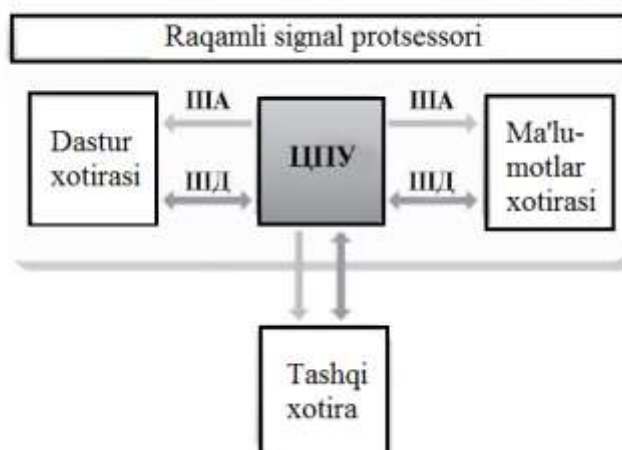 Raqamli signal protsessori
ША
ША
Dastur
xotirasi
ЦПУ
Ma'lu-
motlar
xotirasi
ШД
ШД
Tashqi
xotira